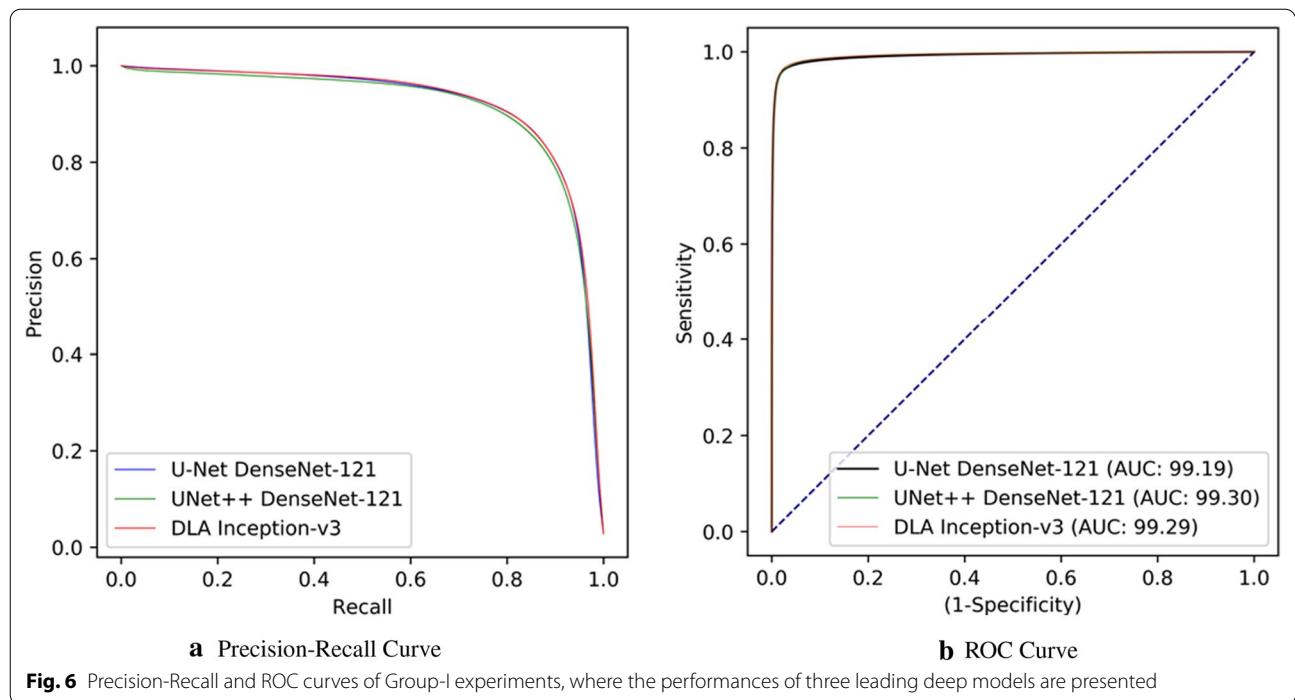 1.0
0.8
0.6
0.4
0.2
0.0
Precision
U-Net DenseNet-121
UNet++ DenseNet-121
DLA Inception-v3
0.0 0.2 0.4 0.6 0.8 1.0
Recall
a Precision-Recall Curve
1.0
0.8
0.6
0.4
0.2
0.0
Sensitivity
U-Net DenseNet-121 (AUC: 99.19)
UNet++ DenseNet-121 (AUC: 99.30)
DLA Inception-v3 (AUC: 99.29)
0.0 0.2 0.4 0.6 0.8 1.0
(1-Specificity)
b ROC Curve
Fig. 6 Precision-Recall and ROC curves of Group-I experiments, where the performances of three leading deep models are presented